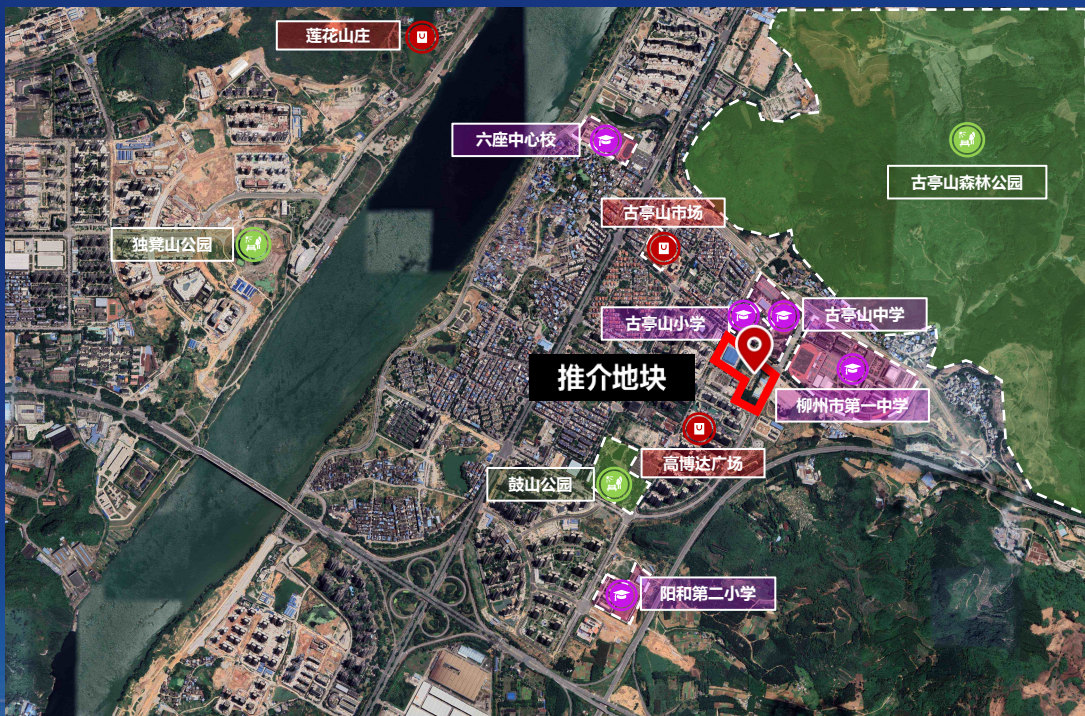 莲花山庄
六座中心校
古亭山森林公园
古亭山市场
独凳山公园
古亭山小学
古亭山中学
推介地块
柳州市第一中学
高博达广场
鼓山公园
阳和第二小学